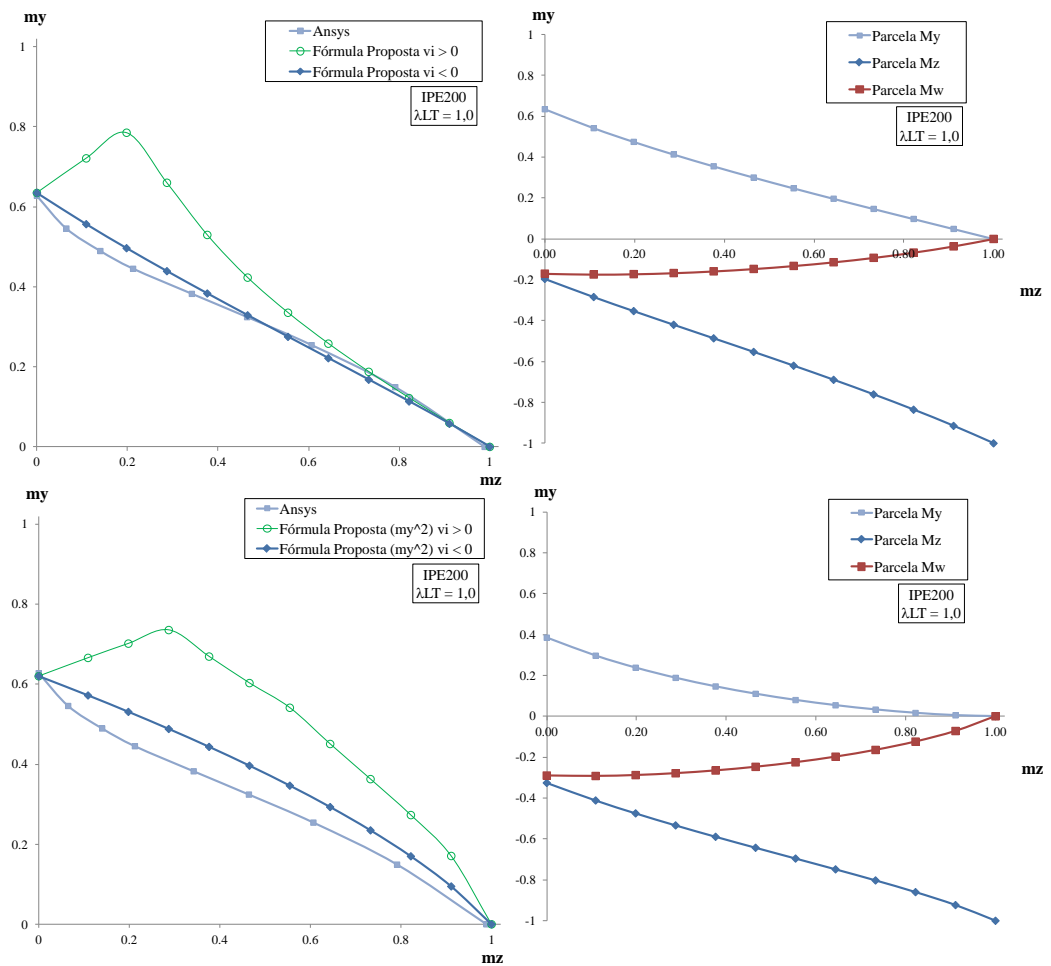 my
Ansys
Fórmula Proposta vi > 0
Fórmula Proposta vi < 0
IPE200
λLT = 1,0
1
0.8
0.6
0.4
0.2
0
0 0.2 0.4 0.6 0.8 1
mz
my
Parcela My
Parcela Mz
Parcela Mw
IPE200
λLT = 1,0
1
0.8
0.6
0.4
0.2
0
0.00 0.20 0.40 0.60 0.80 1.00
-0.2
-0.4
-0.6
-0.8
-1
mz
my
Ansys
Fórmula Proposta (my^2) vi > 0
Fórmula Proposta (my^2) vi < 0
IPE200
λLT = 1,0
1
0.8
0.6
0.4
0.2
0
0 0.2 0.4 0.6 0.8 1
mz
my
Parcela My
Parcela Mz
Parcela Mw
IPE200
λLT = 1,0
1
0.8
0.6
0.4
0.2
0
0.00 0.20 0.40 0.60 0.80 1.00
-0.2
-0.4
-0.6
-0.8
-1
mz